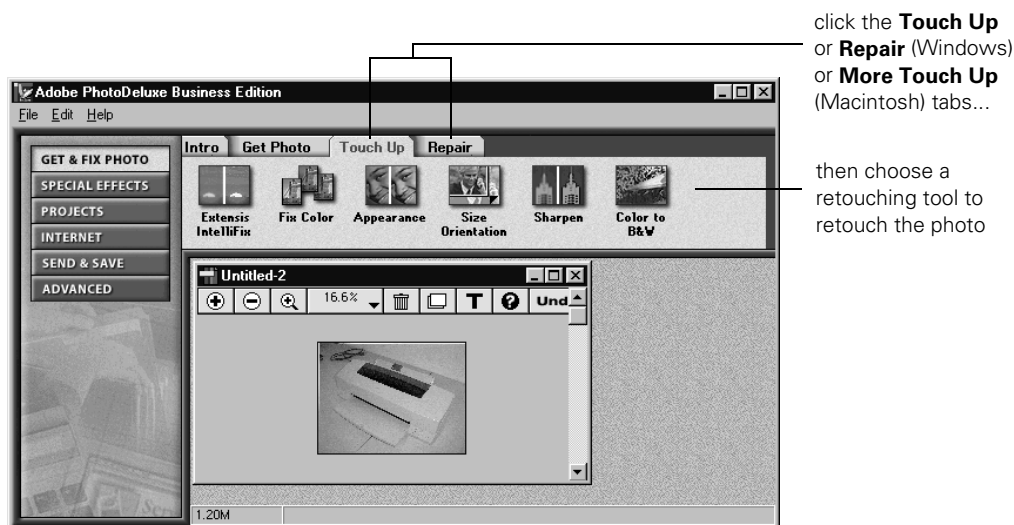 click the Touch Up
or Repair (Windows)
or More Touch Up
(Macintosh) tabs...
then choose a
retouching tool to
retouch the photo
Adobe PhotoDeluxe Business Edition
File Edit Help
GET & FIX PHOTO
SPECIAL EFFECTS
PROJECTS
INTERNET
SEND & SAVE
ADVANCED
Intro Get Photo Touch Up Repair
Extensis
IntelliFix
Fix Color
Appearance
Size
Orientation
Sharpen
Color to
B&W
Untitled-2
16.6% T ? Und
1.20M